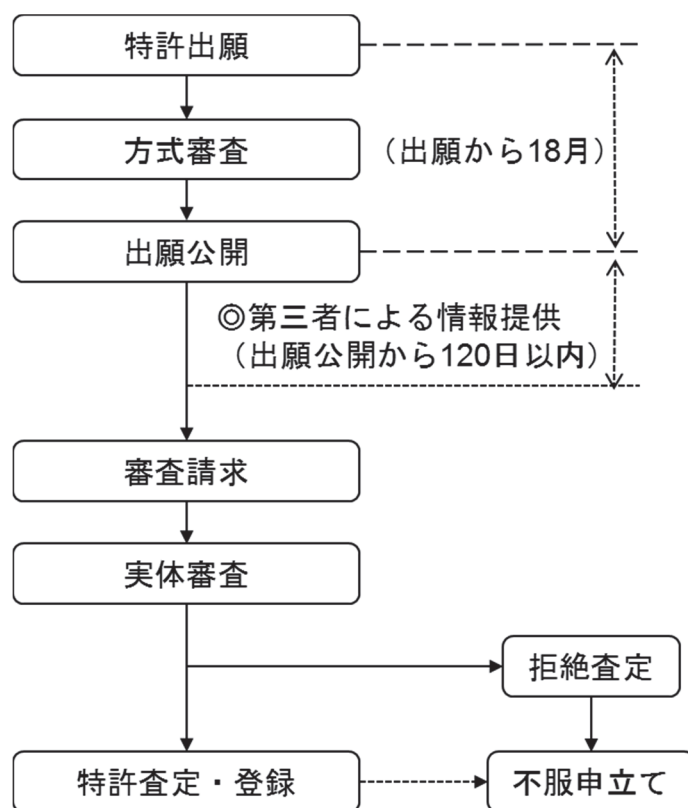 特許出願
方式審査
（出願から18月）
出願公開
◎第三者による情報提供
（出願公開から120日以内）
審査請求
実体審査
拒絶査定
特許査定・登録
不服申立て